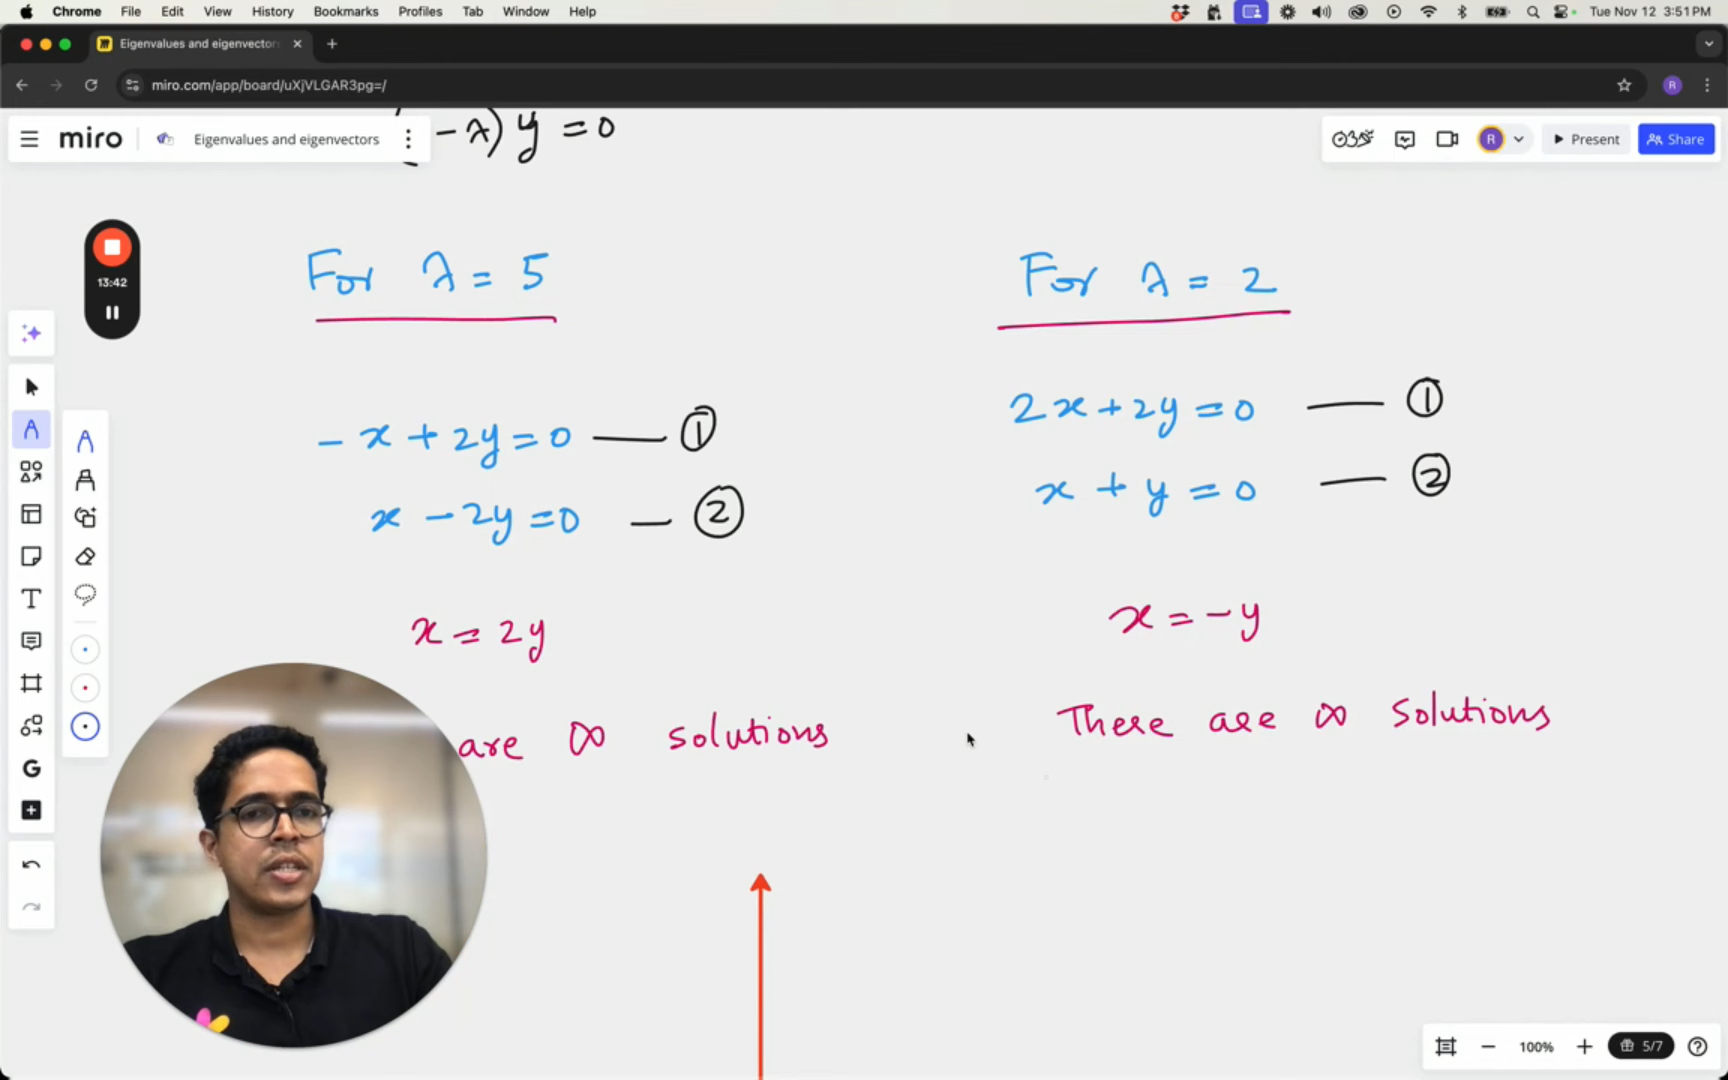 Chrome File Edit View History Bookmarks Profiles Tab Window Help Tue Nov 12 3:51 PM
Eigenvalues and eigenvector
miro.com/app/board/uXjVLGAR3pg=/ R
miro Eigenvalues and eigenvectors R Present Share
-λ) y = 0
13:42
For λ = 5
-x + 2y = 0 — ①
x - 2y = 0 — ②
x = 2y
are ∞ solutions
For λ = 2
2x + 2y = 0 — ①
x + y = 0 — ②
x = -y
There are ∞ solutions
T
G
100% 5/7